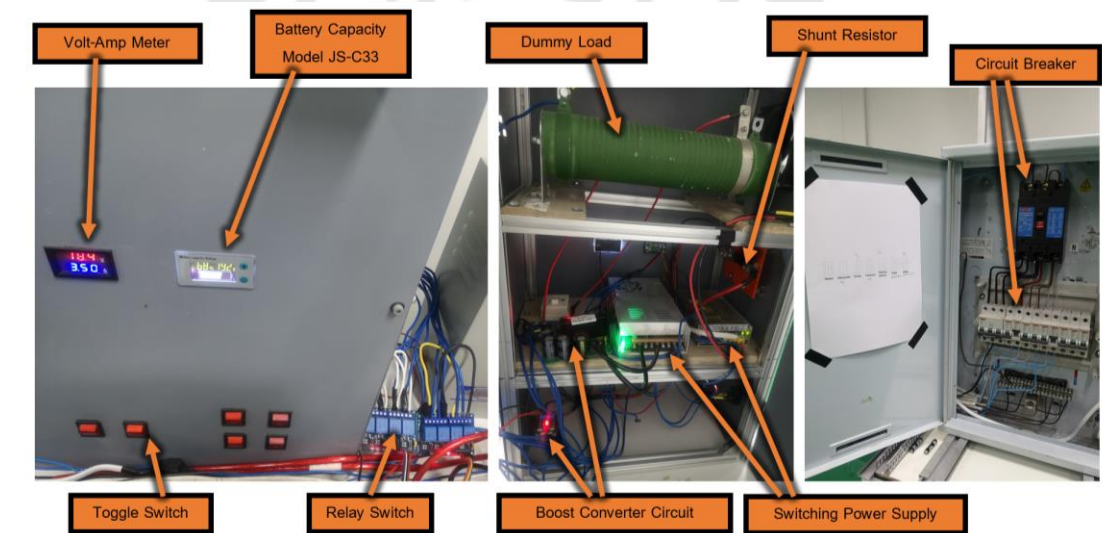 Volt-Amp Meter
Battery Capacity
Model JS-C33
Dummy Load
Shunt Resistor
Circuit Breaker
18.4
3.50
Toggle Switch
Relay Switch
Boost Converter Circuit
Switching Power Supply